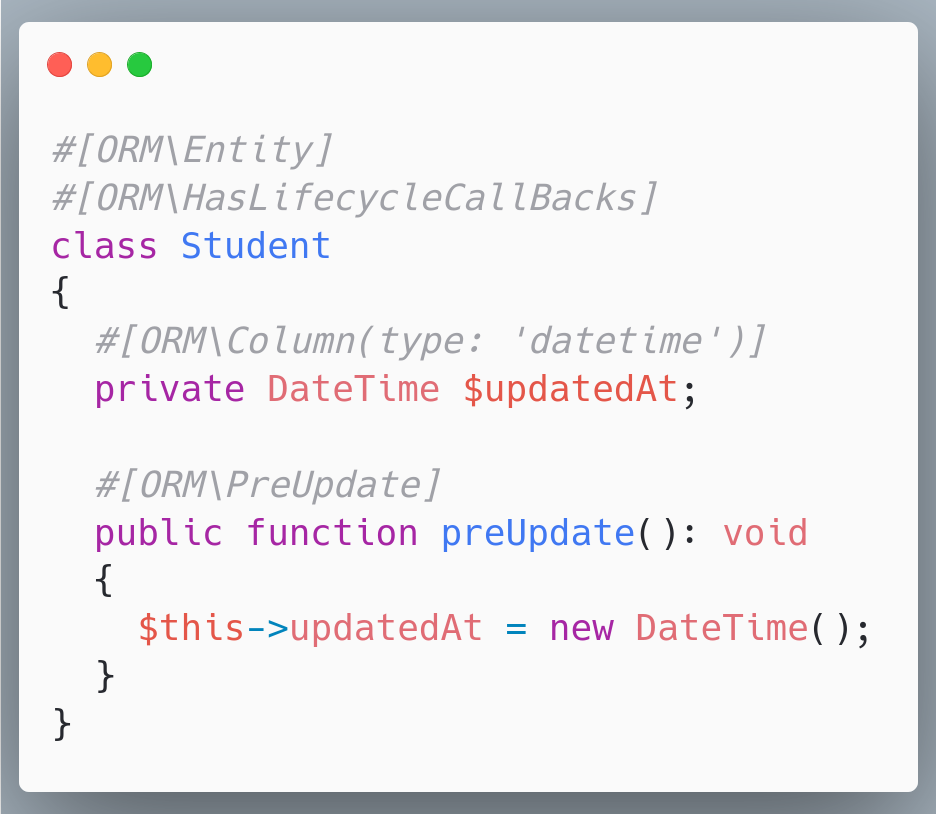 #[ORM\Entity]
#[ORM\HasLifecycleCallBacks]
class Student
{
  #[ORM\Column(type: 'datetime')]
  private DateTime $updatedAt;

  #[ORM\PreUpdate]
  public function preUpdate(): void
  {
    $this->updatedAt = new DateTime();
  }
}